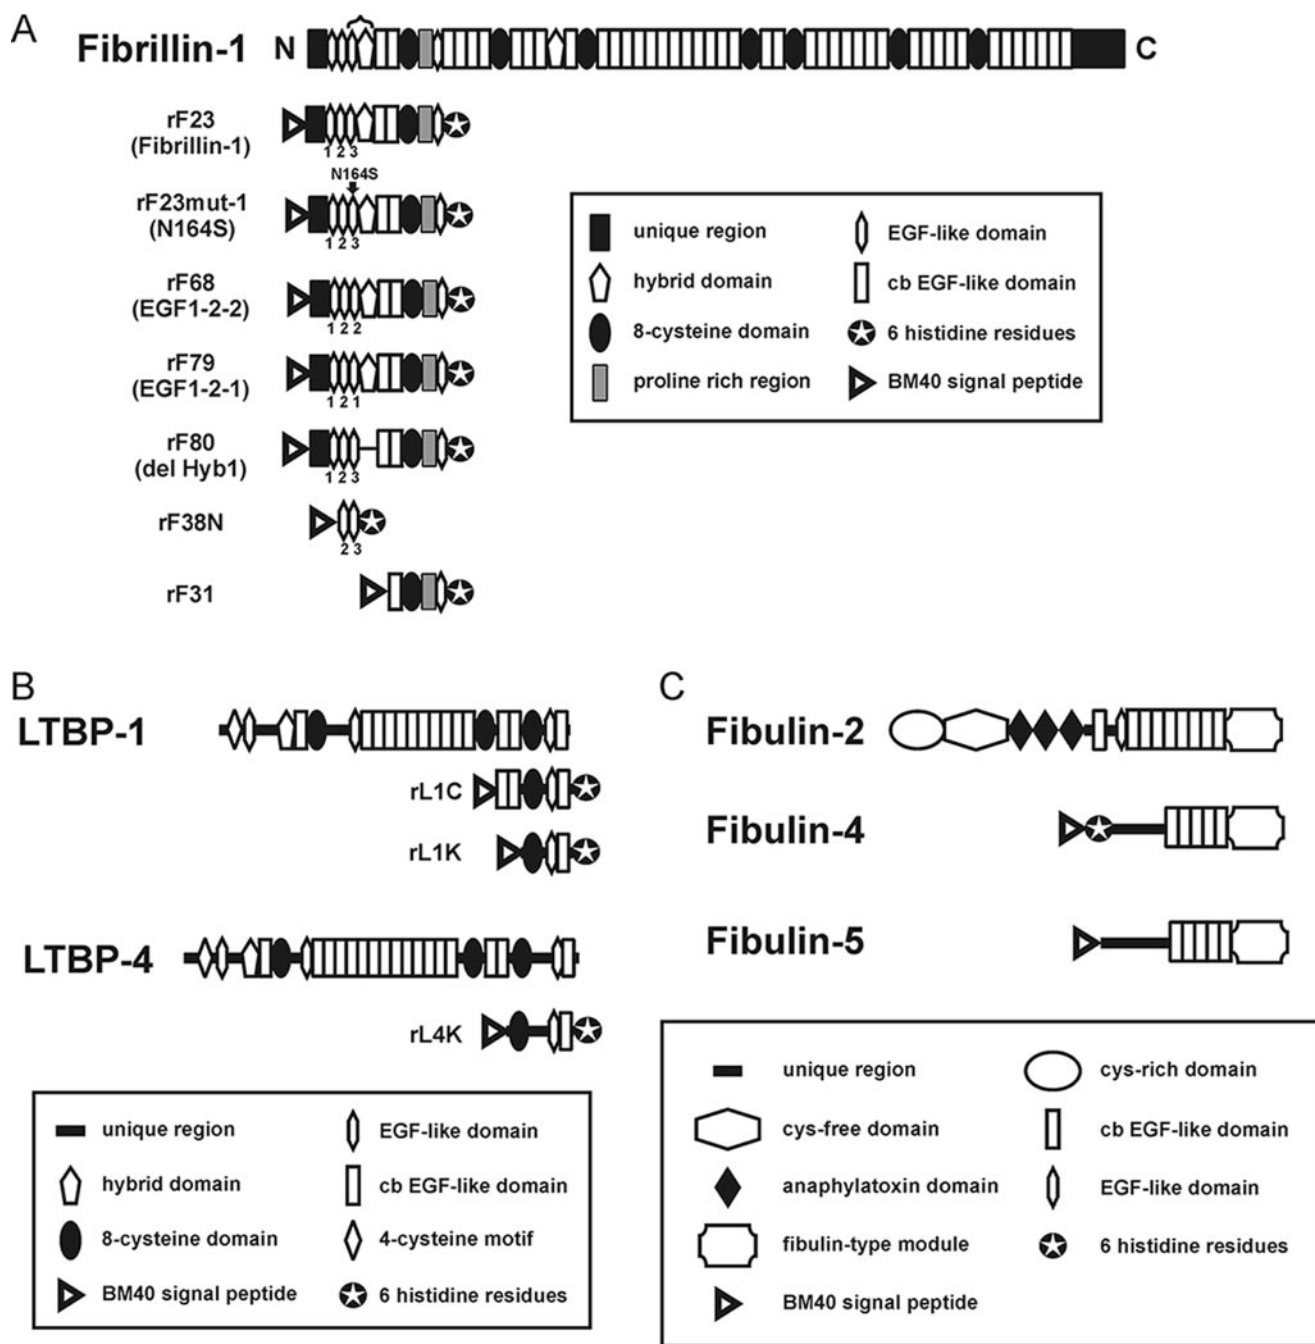 A
Fibrillin-1 N C
rF23
(Fibrillin-1)
1 2 3
N164S
rF23mut-1
(N164S)
1 2 3
rF68
(EGF1-2-2)
1 2 2
rF79
(EGF1-2-1)
1 2 1
rF80
(del Hyb1)
1 2 3
rF38N
2 3
rF31
unique region
EGF-like domain
hybrid domain
cb EGF-like domain
8-cysteine domain
6 histidine residues
proline rich region
BM40 signal peptide
B
LTBP-1
rL1C
rL1K
LTBP-4
rL4K
unique region
EGF-like domain
hybrid domain
cb EGF-like domain
8-cysteine domain
4-cysteine motif
BM40 signal peptide
6 histidine residues
C
Fibulin-2
Fibulin-4
Fibulin-5
unique region
cys-rich domain
cys-free domain
cb EGF-like domain
anaphylatoxin domain
EGF-like domain
fibulin-type module
6 histidine residues
BM40 signal peptide